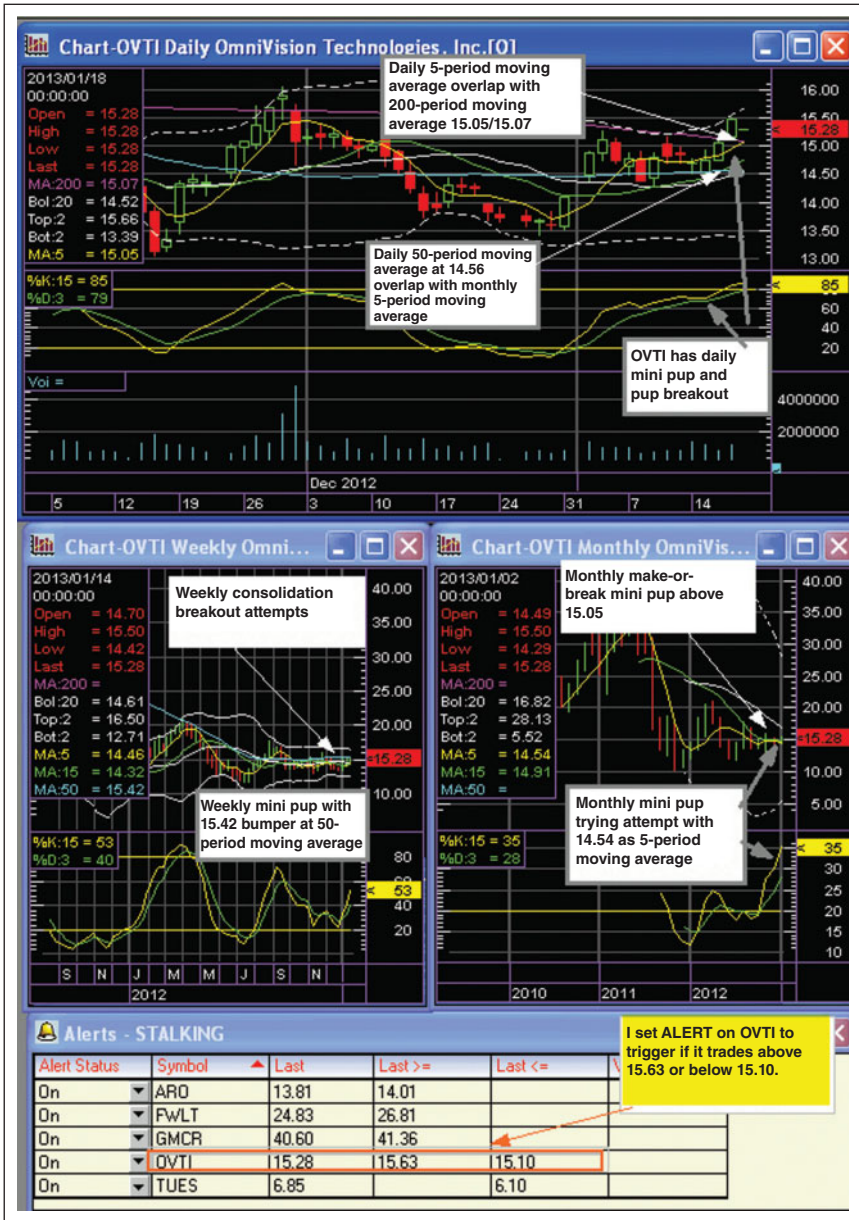 Chart-OVTI Daily OmniVision Technologies, Inc.[O]
2013/01/18
00:00:00
Open = 15.28
High = 15.28
Low = 15.28
Last = 15.28
MA:200 = 15.07
Bol:20 = 14.52
Top:2 = 15.66
Bot:2 = 13.39
MA:5 = 15.05
Daily 5-period moving
average overlap with
200-period moving
average 15.05/15.07
16.00
15.50
15.28
15.00
14.50
14.00
13.50
13.00
Daily 50-period moving
average at 14.56
overlap with monthly
5-period moving
average
%K:15 = 85
%D:3 = 79
85
60
40
20
OVTI has daily
mini pup and
pup breakout
Vol =
4000000
2000000
Dec 2012
5 12 19 26 3 10 17 24 31 7 14
Chart-OVTI Weekly Omni...
2013/01/14
00:00:00
Open = 14.70
High = 15.50
Low = 14.42
Last = 15.28
MA:200 =
Bol:20 = 14.61
Top:2 = 16.50
Bot:2 = 12.71
MA:5 = 14.46
MA:15 = 14.32
MA:50 = 15.42
Weekly consolidation
breakout attempts
40.00
35.00
30.00
25.00
20.00
15.28
10.00
Weekly mini pup with
15.42 bumper at 50-
period moving average
%K:15 = 53
%D:3 = 40
80
53
40
20
S N J M M J S N
2012
Chart-OVTI Monthly OmniVis...
2013/01/02
00:00:00
Open = 14.49
High = 15.50
Low = 14.29
Last = 15.28
MA:200 =
Bol:20 = 16.82
Top:2 = 28.13
Bot:2 = 5.52
MA:5 = 14.54
MA:15 = 14.91
MA:50 =
Monthly make-or-
break mini pup above
15.05
40.00
35.00
30.00
25.00
20.00
15.28
10.00
5.00
Monthly mini pup
trying attempt with
14.54 as 5-period
moving average
%K:15 = 35
%D:3 = 28
35
30
25
20
15
10
2010 2011 2012
Alerts - STALKING
I set ALERT on OVTI to
trigger if it trades above
15.63 or below 15.10.
Alert Status Symbol Last Last >= Last <=
On ARO 13.81 14.01
On FWLT 24.83 26.81
On GMCR 40.60 41.36
On OVTI 15.28 15.63 15.10
On TUES 6.85 6.10